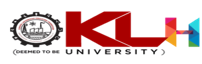 KLH
(DEEMED TO BE UNIVERSITY)